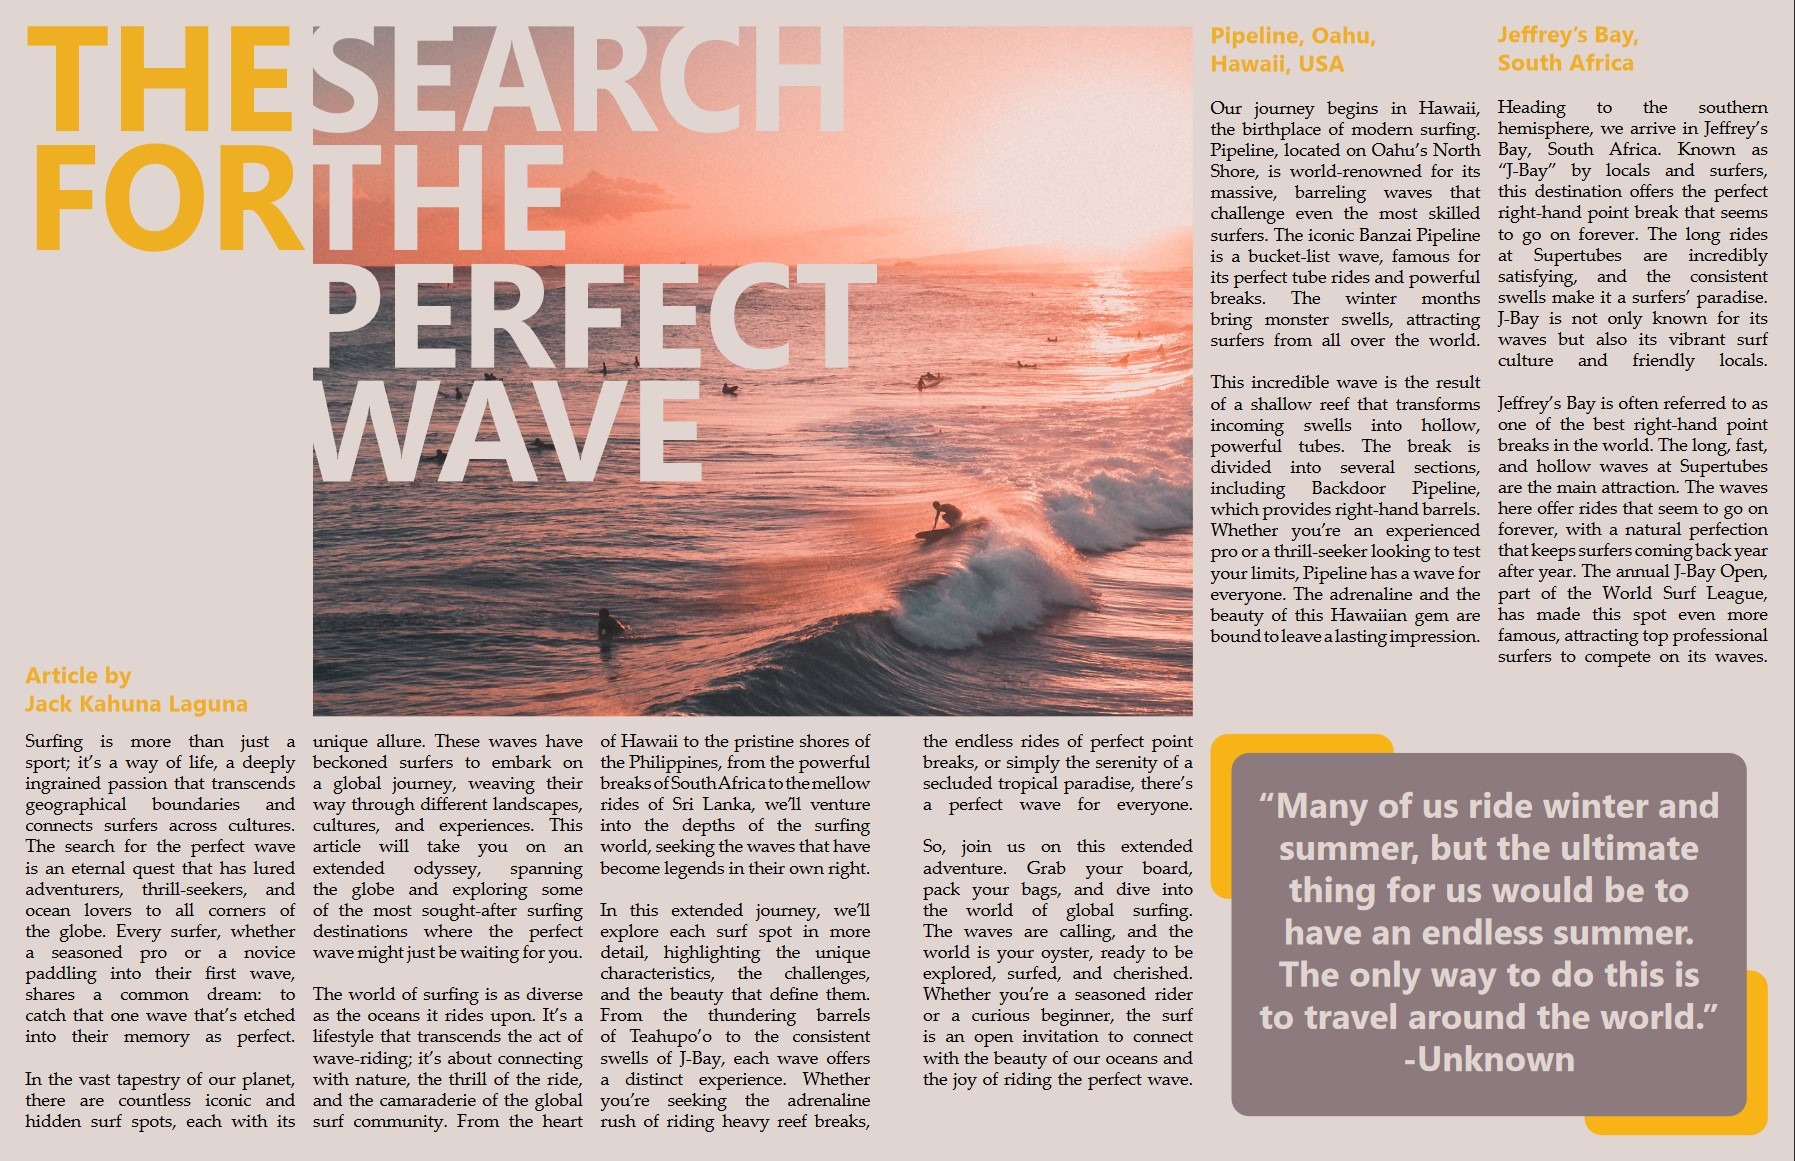 THE SEARCH
FOR THE
PERFECT
WAVE
Article by
Jack Kahuna Laguna
Surfing is more than just a
sport; it’s a way of life, a deeply
ingrained passion that transcends
geographical boundaries and
connects surfers across cultures.
The search for the perfect wave
is an eternal quest that has lured
adventurers, thrill-seekers, and
ocean lovers to all corners of
the globe. Every surfer, whether
a seasoned pro or a novice
paddling into their first wave,
shares a common dream: to
catch that one wave that’s etched
into their memory as perfect.
In the vast tapestry of our planet,
there are countless iconic and
hidden surf spots, each with its
unique allure. These waves have
beckoned surfers to embark on
a global journey, weaving their
way through different landscapes,
cultures, and experiences. This
article will take you on an
extended odyssey, spanning
the globe and exploring some
of the most sought-after surfing
destinations where the perfect
wave might just be waiting for you.
The world of surfing is as diverse
as the oceans it rides upon. It’s a
lifestyle that transcends the act of
wave-riding; it’s about connecting
with nature, the thrill of the ride,
and the camaraderie of the global
surf community. From the heart
of Hawaii to the pristine shores of
the Philippines, from the powerful
breaks of South Africa to the mellow
rides of Sri Lanka, we’ll venture
into the depths of the surfing
world, seeking the waves that have
become legends in their own right.
In this extended journey, we’ll
explore each surf spot in more
detail, highlighting the unique
characteristics, the challenges,
and the beauty that define them.
From the thundering barrels
of Teahupo’o to the consistent
swells of J-Bay, each wave offers
a distinct experience. Whether
you’re seeking the adrenaline
rush of riding heavy reef breaks,
the endless rides of perfect point
breaks, or simply the serenity of a
secluded tropical paradise, there’s
a perfect wave for everyone.
So, join us on this extended
adventure. Grab your board,
pack your bags, and dive into
the world of global surfing.
The waves are calling, and the
world is your oyster, ready to be
explored, surfed, and cherished.
Whether you’re a seasoned rider
or a curious beginner, the surf
is an open invitation to connect
with the beauty of our oceans and
the joy of riding the perfect wave.
Pipeline, Oahu,
Hawaii, USA
Our journey begins in Hawaii,
the birthplace of modern surfing.
Pipeline, located on Oahu’s North
Shore, is world-renowned for its
massive, barreling waves that
challenge even the most skilled
surfers. The iconic Banzai Pipeline
is a bucket-list wave, famous for
its perfect tube rides and powerful
breaks. The winter months
bring monster swells, attracting
surfers from all over the world.
This incredible wave is the result
of a shallow reef that transforms
incoming swells into hollow,
powerful tubes. The break is
divided into several sections,
including Backdoor Pipeline,
which provides right-hand barrels.
Whether you’re an experienced
pro or a thrill-seeker looking to test
your limits, Pipeline has a wave for
everyone. The adrenaline and the
beauty of this Hawaiian gem are
bound to leave a lasting impression.
Jeffrey’s Bay,
South Africa
Heading to the southern
hemisphere, we arrive in Jeffrey’s
Bay, South Africa. Known as
“J-Bay” by locals and surfers,
this destination offers the perfect
right-hand point break that seems
to go on forever. The long rides
at Supertubes are incredibly
satisfying, and the consistent
swells make it a surfers’ paradise.
J-Bay is not only known for its
waves but also its vibrant surf
culture and friendly locals.
Jeffrey’s Bay is often referred to as
one of the best right-hand point
breaks in the world. The long, fast,
and hollow waves at Supertubes
are the main attraction. The waves
here offer rides that seem to go on
forever, with a natural perfection
that keeps surfers coming back year
after year. The annual J-Bay Open,
part of the World Surf League,
has made this spot even more
famous, attracting top professional
surfers to compete on its waves.
“Many of us ride winter and
summer, but the ultimate
thing for us would be to
have an endless summer.
The only way to do this is
to travel around the world.”
-Unknown